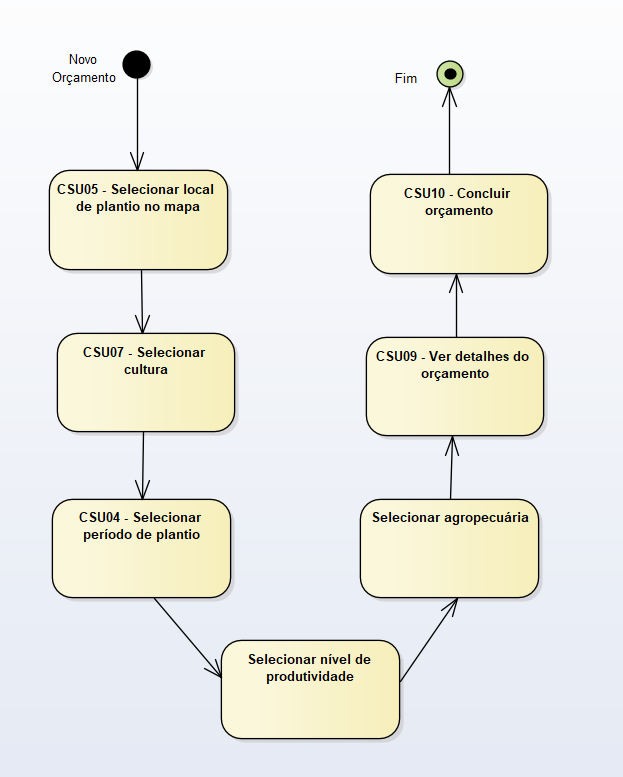 Novo
Orçamento
CSU05 - Selecionar local
de plantio no mapa
CSU07 - Selecionar
cultura
CSU04 - Selecionar
período de plantio
Selecionar nível de
produtividade
Selecionar agropecuária
CSU09 - Ver detalhes do
orçamento
CSU10 - Concluir
orçamento
Fim